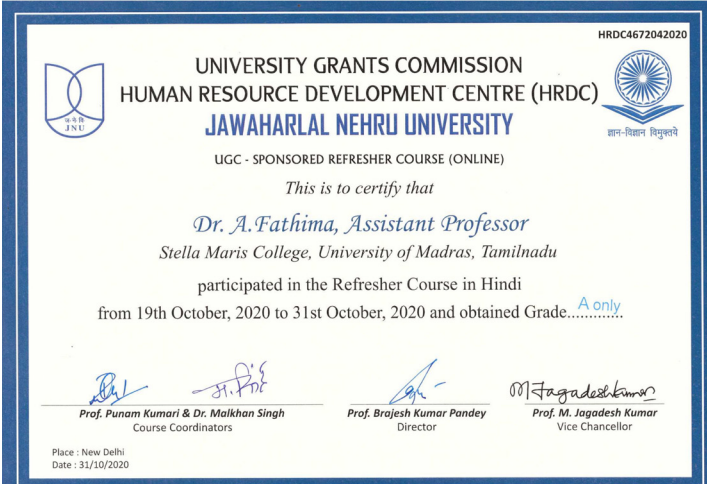 HRDC4672042020
UNIVERSITY GRANTS COMMISSION
HUMAN RESOURCE DEVELOPMENT CENTRE (HRDC)
JAWAHARLAL NEHRU UNIVERSITY
ज.ने.वि
JNU
ज्ञान-विज्ञान विमुक्तये
UGC - SPONSORED REFRESHER COURSE (ONLINE)
This is to certify that
Dr. A.Fathima, Assistant Professor
Stella Maris College, University of Madras, Tamilnadu
participated in the Refresher Course in Hindi
from 19th October, 2020 to 31st October, 2020 and obtained Grade............. A only
M Jagadesh Kumar
Prof. Punam Kumari & Dr. Malkhan Singh
Course Coordinators
Prof. Brajesh Kumar Pandey
Director
Prof. M. Jagadesh Kumar
Vice Chancellor
Place : New Delhi
Date : 31/10/2020